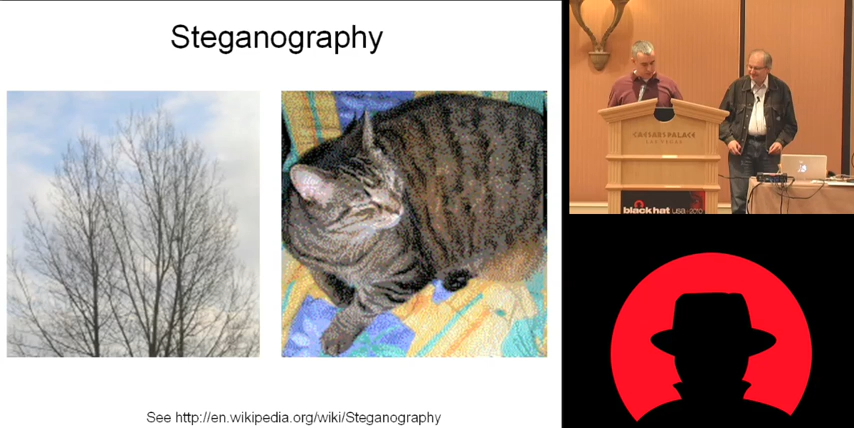 Steganography
See http://en.wikipedia.org/wiki/Steganography
CAESARS PALACE
LAS VEGAS
black hat USA + 2010